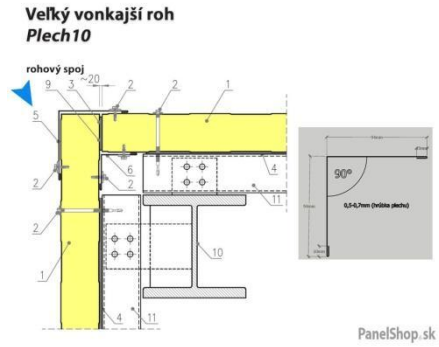 Veľký vonkajší roh
Plech10
rohový spoj
~20
9 3 2 2 1
5
2
2 6 4
11
2
10
1
4 11
90°
0,5-0,7mm (hrúbka plechu)
PanelShop.sk